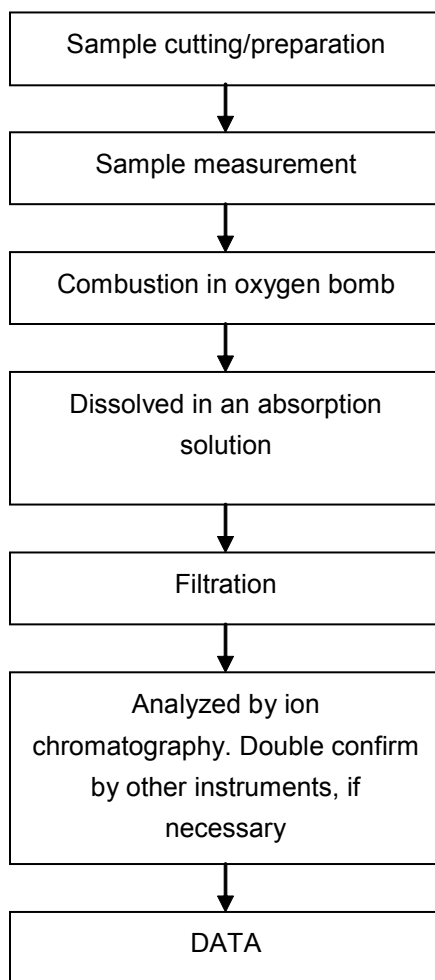 Sample cutting/preparation
Sample measurement
Combustion in oxygen bomb
Dissolved in an absorption
solution
Filtration
Analyzed by ion
chromatography. Double confirm
by other instruments, if
necessary
DATA